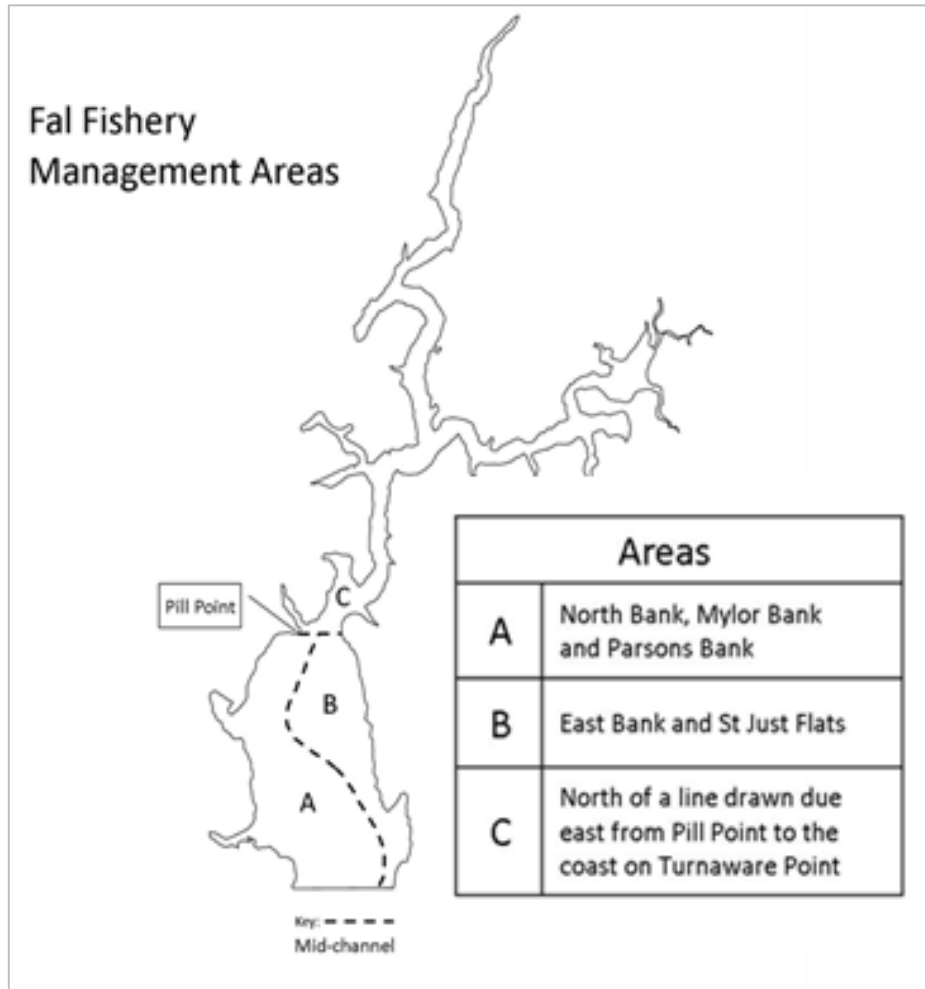 Fal Fishery
Management Areas
Pill Point
C
B
A
Areas
A
North Bank, Mylor Bank
and Parsons Bank
B
East Bank and St Just Flats
C
North of a line drawn due
east from Pill Point to the
coast on Turnaware Point
Key:
Mid-channel